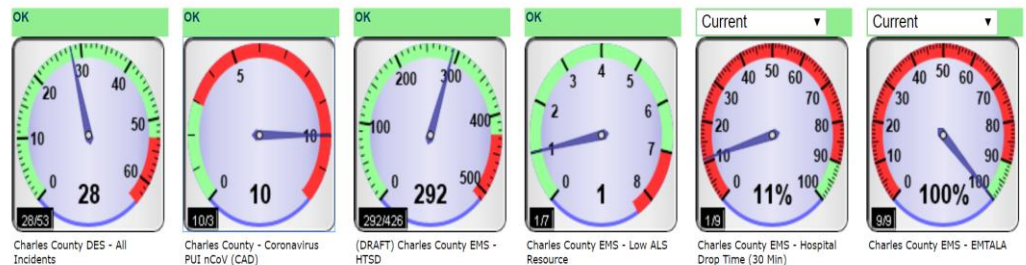 OK
OK
OK
OK
Current ▼
Current ▼
0 10 20 30 40 50 60
28
28/53
0 5 10
10
10/3
0 100 200 300 400 500
292
292/426
0 1 2 3 4 5 6 7 8
1
1/7
0 10 20 30 40 50 60 70 80 90 100
11%
1/9
0 10 20 30 40 50 60 70 80 90 100
100%
9/9
Charles County DES - All
Incidents
Charles County - Coronavirus
PUI nCoV (CAD)
(DRAFT) Charles County EMS -
HTSD
Charles County EMS - Low ALS
Resource
Charles County EMS - Hospital
Drop Time (30 Min)
Charles County EMS - EMTALA